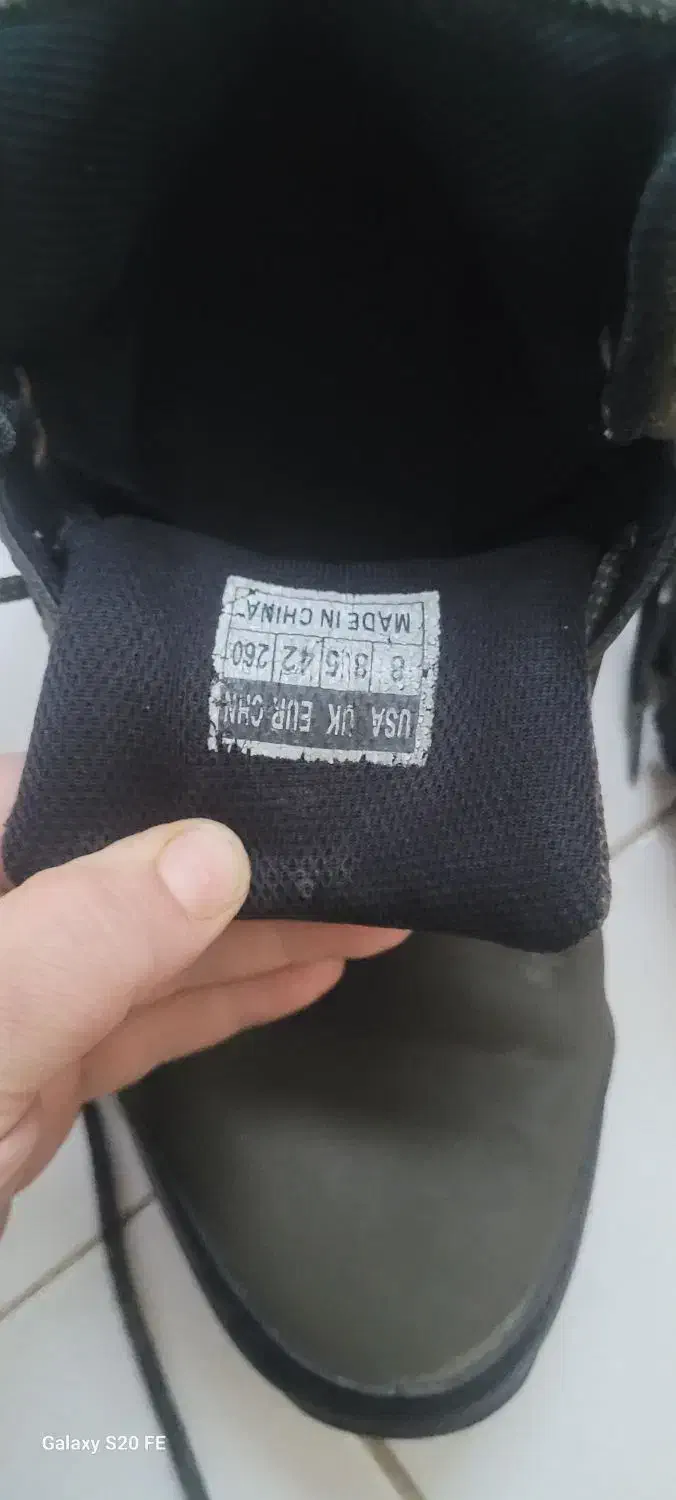 USA UK EUR CHN
8 8.5 42 260
MADE IN CHINA
Galaxy S20 FE